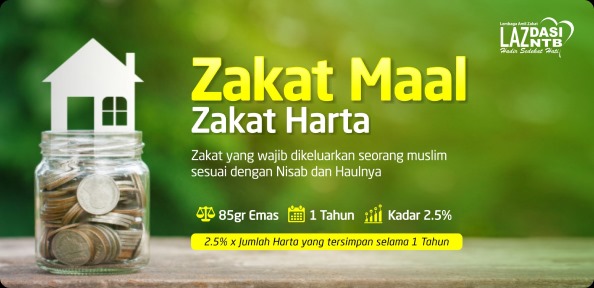 Lembaga Amil Zakat
LAZ DASI NTB
Hadir Sedekat Hati
Zakat Maal
Zakat Harta
Zakat yang wajib dikeluarkan seorang muslim
sesuai dengan Nisab dan Haulnya
85gr Emas 1 Tahun Kadar 2.5%
2.5% x Jumlah Harta yang tersimpan selama 1 Tahun